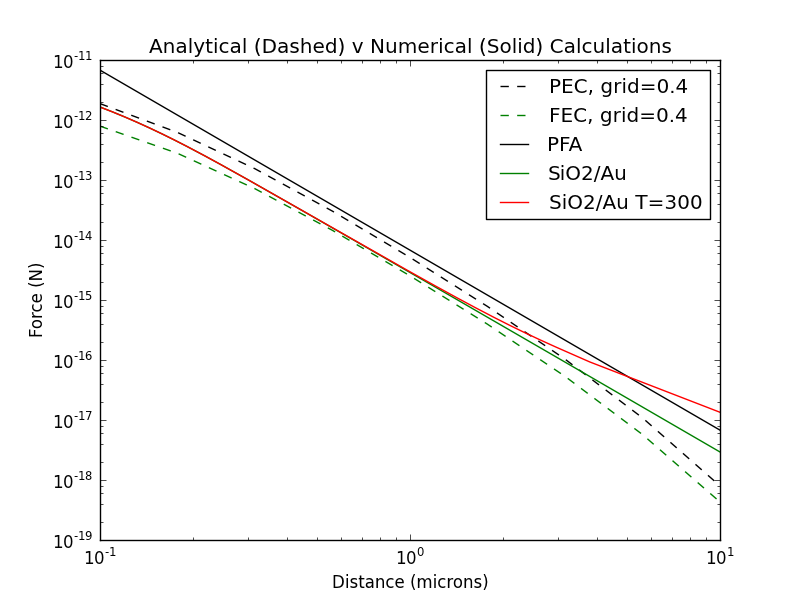 Analytical (Dashed) v Numerical (Solid) Calculations
PEC, grid=0.4
FEC, grid=0.4
PFA
SiO2/Au
SiO2/Au T=300
Force (N)
10^-11
10^-12
10^-13
10^-14
10^-15
10^-16
10^-17
10^-18
10^-19
10^-1 10^0 10^1
Distance (microns)